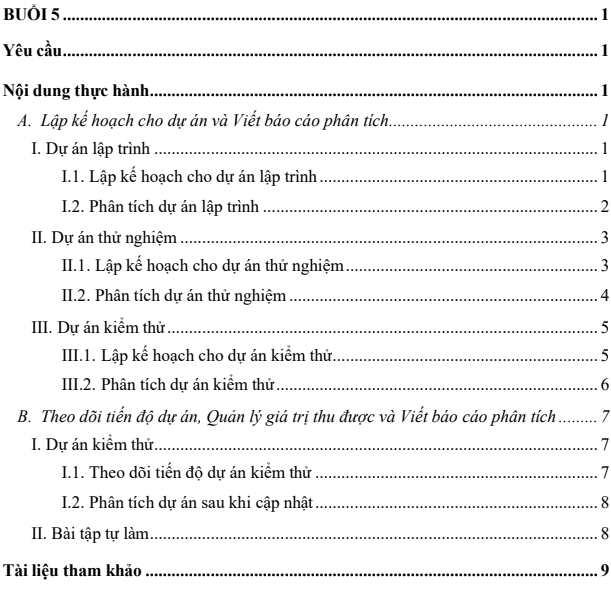 BUỔI 5 ........................................................................................................ 1
Yêu cầu ........................................................................................................ 1
Nội dung thực hành ........................................................................................................ 1
A. Lập kế hoạch cho dự án và Viết báo cáo phân tích ........................................................ 1
I. Dự án lập trình ........................................................................................................ 1
I.1. Lập kế hoạch cho dự án lập trình ........................................................................ 1
I.2. Phân tích dự án lập trình ........................................................................ 2
II. Dự án thử nghiệm ........................................................................................................ 3
II.1. Lập kế hoạch cho dự án thử nghiệm ........................................................................ 3
II.2. Phân tích dự án thử nghiệm ........................................................................ 4
III. Dự án kiểm thử ........................................................................................................ 5
III.1. Lập kế hoạch cho dự án kiểm thử ........................................................................ 5
III.2. Phân tích dự án kiểm thử ........................................................................ 6
B. Theo dõi tiến độ dự án, Quản lý giá trị thu được và Viết báo cáo phân tích ......... 7
I. Dự án kiểm thử ........................................................................................................ 7
I.1. Theo dõi tiến độ dự án kiểm thử ........................................................................ 7
I.2. Phân tích dự án sau khi cập nhật ........................................................................ 8
II. Bài tập tự làm ........................................................................................................ 8
Tài liệu tham khảo ........................................................................................................ 9